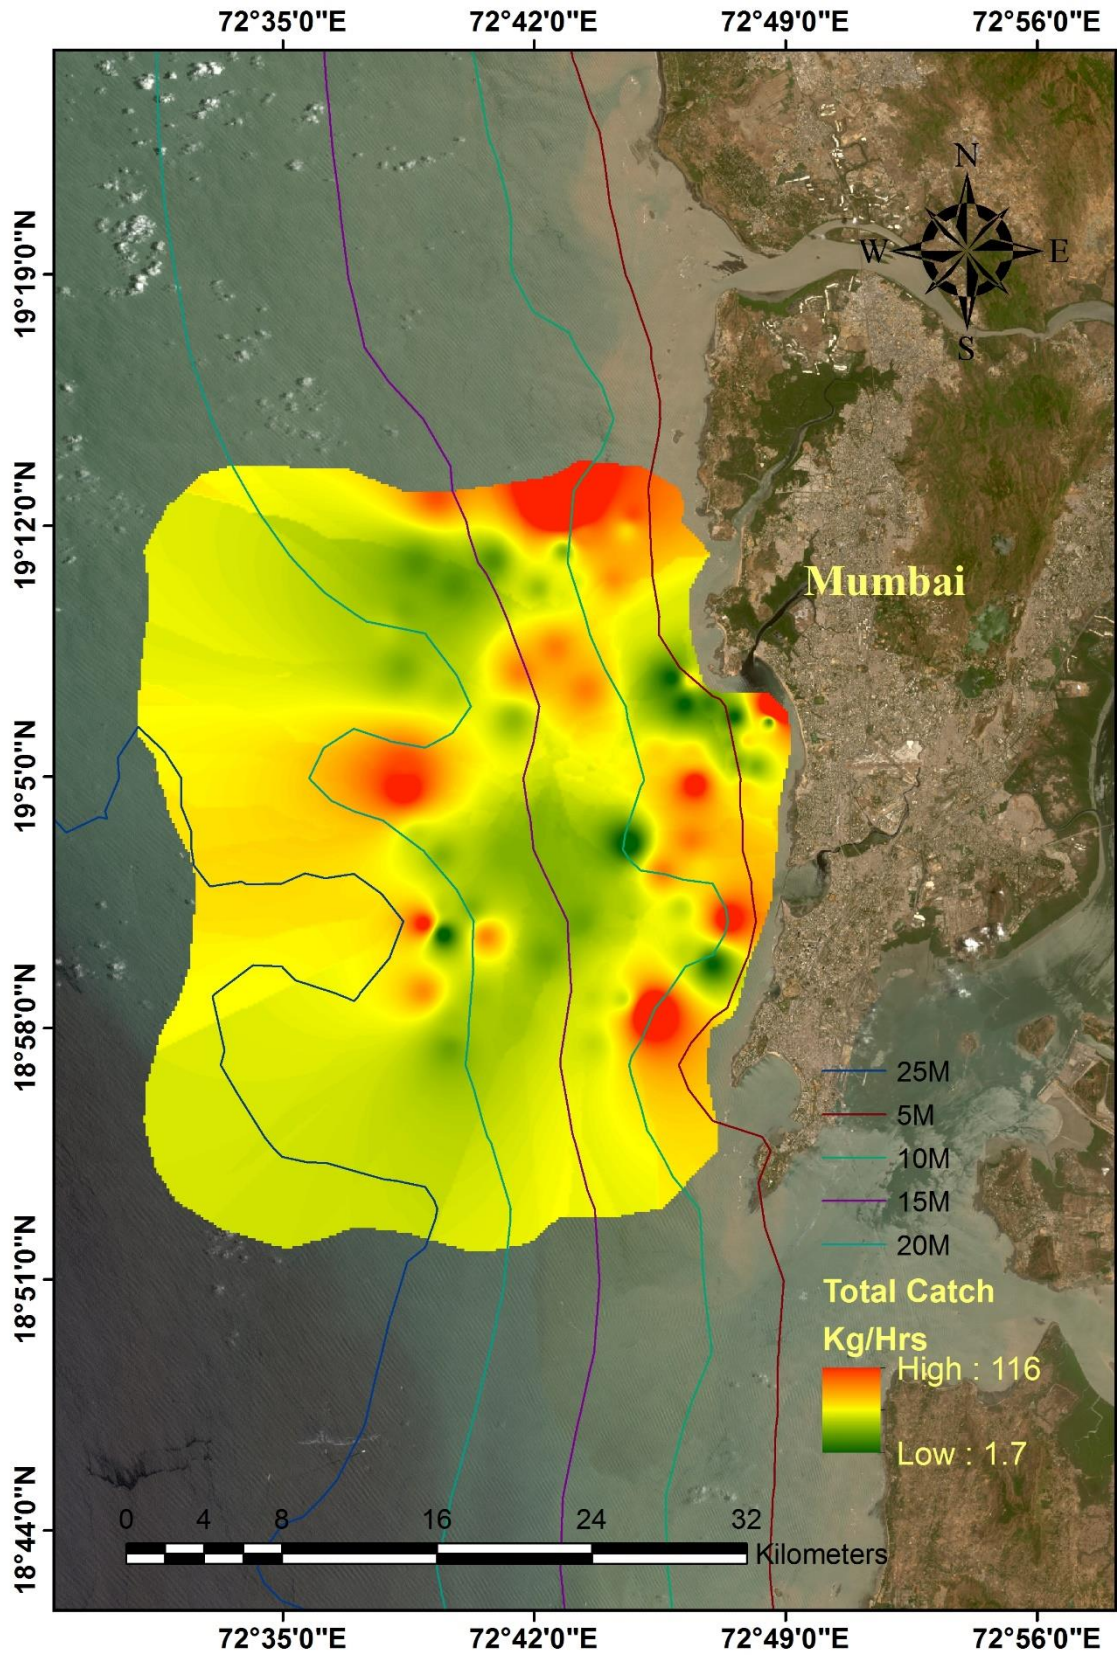 72°35'0"E 72°42'0"E 72°49'0"E 72°56'0"E
N
W E
S
19°19'0"N
19°12'0"N
Mumbai
19°5'0"N
18°58'0"N
25M
5M
10M
15M
20M
18°51'0"N
Total Catch
Kg/Hrs
High : 116
Low : 1.7
18°44'0"N
0 4 8 16 24 32
Kilometers
72°35'0"E 72°42'0"E 72°49'0"E 72°56'0"E